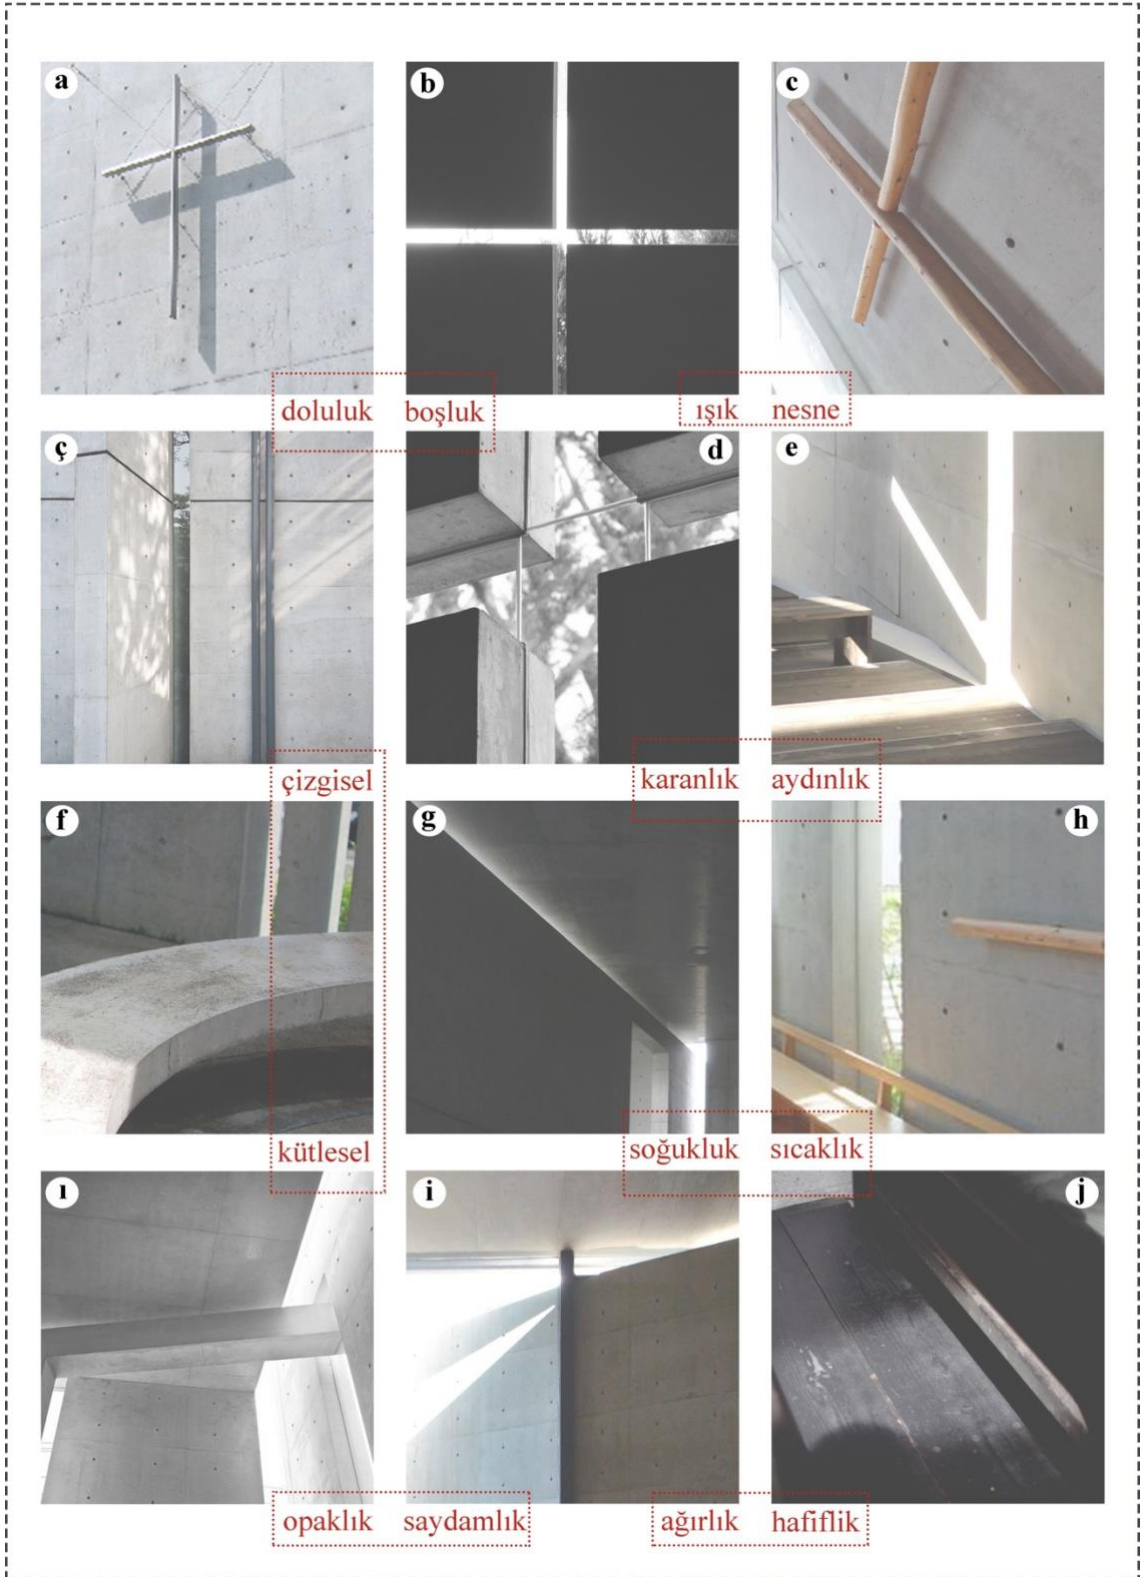 a
b
c
doluluk boşluk
ışık nesne
ç
d
e
çizgisel
karanlık aydınlık
f
g
h
kütlesel
soğukluk sıcaklık
ı
i
j
opaklık saydamlık
ağırlık hafiflik